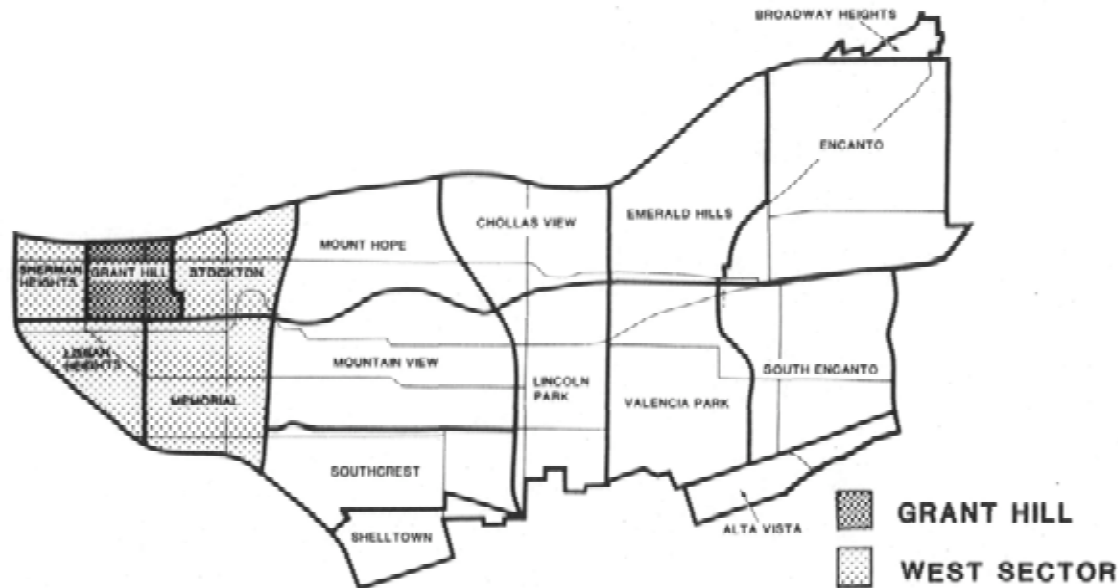 BROADWAY HEIGHTS
ENCANTO
CHOLLAS VIEW
EMERALD HILLS
MOUNT HOPE
SHERMAN
HEIGHTS
GRANT HILL
STOCKTON
LOGAN
HEIGHTS
MEMORIAL
MOUNTAIN VIEW
LINCOLN
PARK
VALENCIA PARK
SOUTH ENCANTO
SOUTHCREST
SHELLTOWN
ALTA VISTA
GRANT HILL
WEST SECTOR